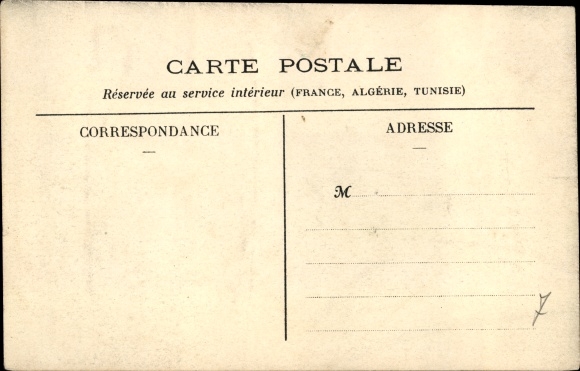 CARTE POSTALE
Réservée au service intérieur (FRANCE, ALGÉRIE, TUNISIE)
CORRESPONDANCE
ADRESSE
M
7